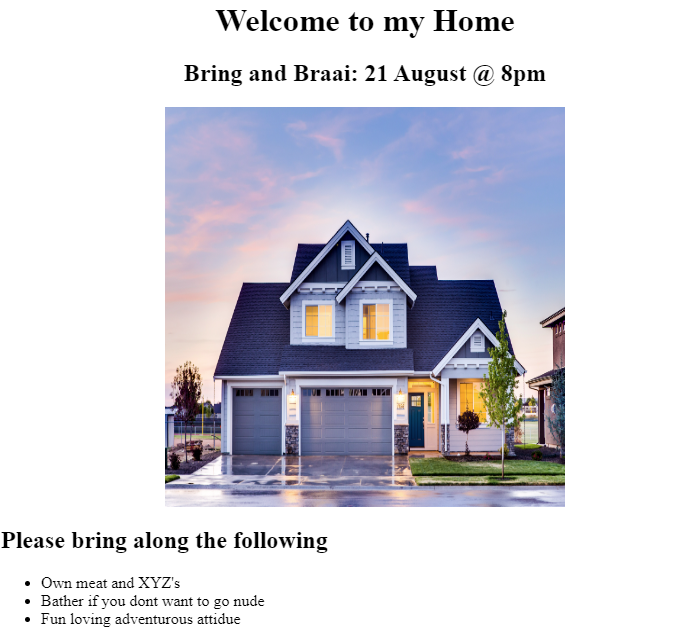 Welcome to my Home
Bring and Braai: 21 August @ 8pm
Please bring along the following
Own meat and XYZ's
Bather if you dont want to go nude
Fun loving adventurous attidue